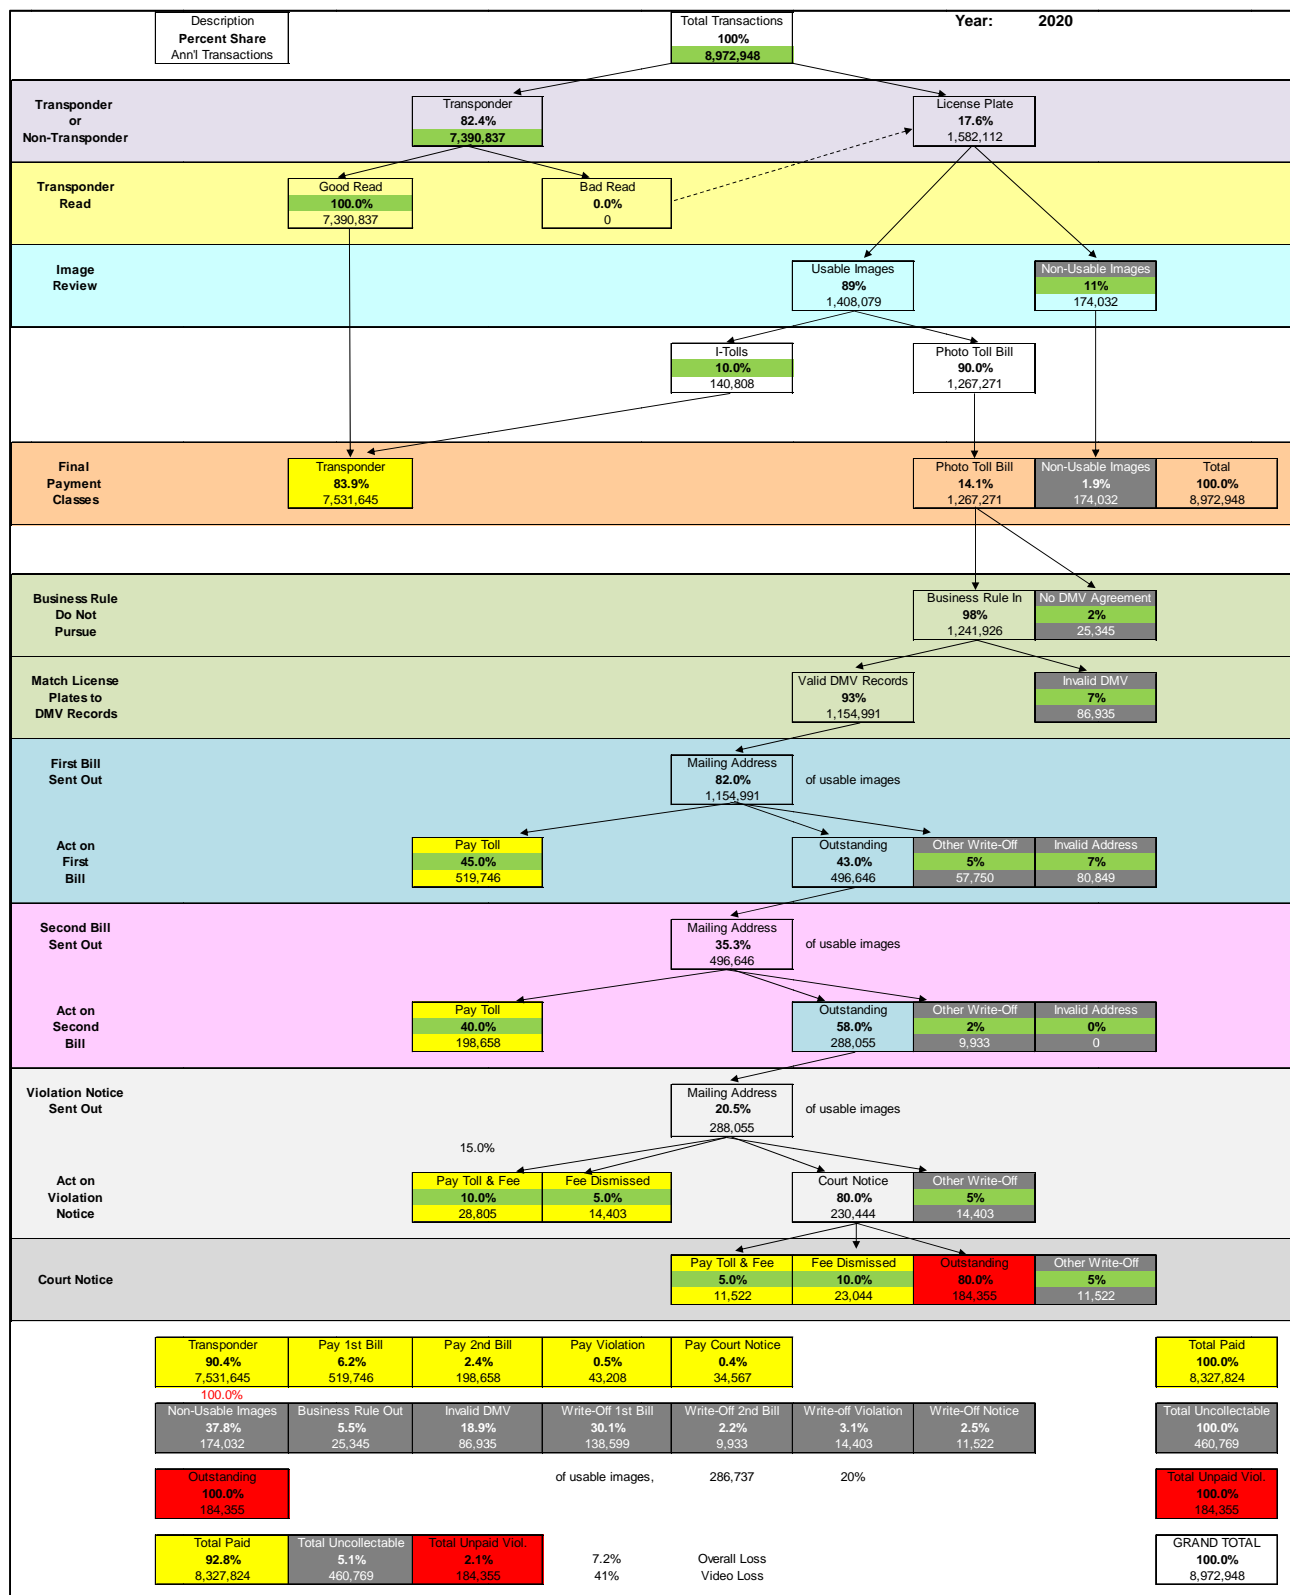 Description
Percent Share
Ann'l Transactions
Total Transactions
100%
8,972,948
Year: 2020
Transponder
or
Non-Transponder
Transponder
82.4%
7,390,837
License Plate
17.6%
1,582,112
Transponder
Read
Good Read
100.0%
7,390,837
Bad Read
0.0%
0
Image
Review
Usable Images
89%
1,408,079
Non-Usable Images
11%
174,032
I-Tolls
10.0%
140,808
Photo Toll Bill
90.0%
1,267,271
Final
Payment
Classes
Transponder
83.9%
7,531,645
Photo Toll Bill
14.1%
1,267,271
Non-Usable Images
1.9%
174,032
Total
100.0%
8,972,948
Business Rule
Do Not
Pursue
Business Rule In
98%
1,241,926
No DMV Agreement
2%
25,345
Match License
Plates to
DMV Records
Valid DMV Records
93%
1,154,991
Invalid DMV
7%
86,935
First Bill
Sent Out
Mailing Address
82.0%
1,154,991
of usable images
Act on
First
Bill
Pay Toll
45.0%
519,746
Outstanding
43.0%
496,646
Other Write-Off
5%
57,750
Invalid Address
7%
80,849
Second Bill
Sent Out
Mailing Address
35.3%
496,646
of usable images
Act on
Second
Bill
Pay Toll
40.0%
198,658
Outstanding
58.0%
288,055
Other Write-Off
2%
9,933
Invalid Address
0%
0
Violation Notice
Sent Out
Mailing Address
20.5%
288,055
of usable images
15.0%
Act on
Violation
Notice
Pay Toll & Fee
10.0%
28,805
Fee Dismissed
5.0%
14,403
Court Notice
80.0%
230,444
Other Write-Off
5%
14,403
Court Notice
Pay Toll & Fee
5.0%
11,522
Fee Dismissed
10.0%
23,044
Outstanding
80.0%
184,355
Other Write-Off
5%
11,522
Transponder
90.4%
7,531,645
Pay 1st Bill
6.2%
519,746
Pay 2nd Bill
2.4%
198,658
Pay Violation
0.5%
43,208
Pay Court Notice
0.4%
34,567
Total Paid
100.0%
8,327,824
100.0%
Non-Usable Images
37.8%
174,032
Business Rule Out
5.5%
25,345
Invalid DMV
18.9%
86,935
Write-Off 1st Bill
30.1%
138,599
Write-Off 2nd Bill
2.2%
9,933
Write-off Violation
3.1%
14,403
Write-Off Notice
2.5%
11,522
Total Uncollectable
100.0%
460,769
Outstanding
100.0%
184,355
of usable images, 286,737 20%
Total Unpaid Viol.
100.0%
184,355
Total Paid
92.8%
8,327,824
Total Uncollectable
5.1%
460,769
Total Unpaid Viol.
2.1%
184,355
7.2% Overall Loss
41% Video Loss
GRAND TOTAL
100.0%
8,972,948